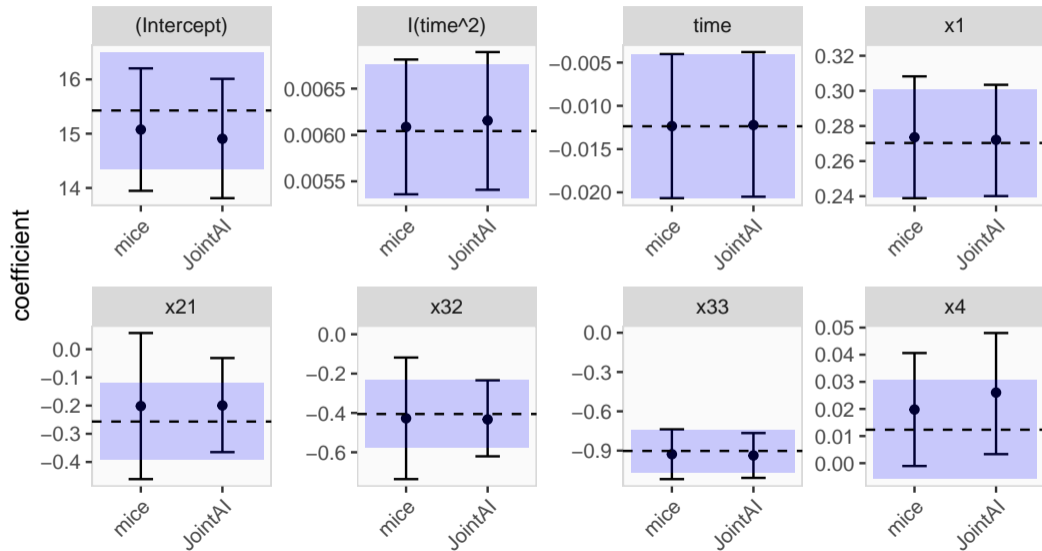 (Intercept)
I(time^2)
time
x1
16
15
14
0.0065
0.0060
0.0055
−0.005
−0.010
−0.015
−0.020
0.32
0.30
0.28
0.26
0.24
mice
JointAI
mice
JointAI
mice
JointAI
mice
JointAI
coefficient
x21
x32
x33
x4
0.0
−0.1
−0.2
−0.3
−0.4
0.0
−0.2
−0.4
−0.6
0.0
−0.3
−0.6
−0.9
0.05
0.04
0.03
0.02
0.01
0.00
mice
JointAI
mice
JointAI
mice
JointAI
mice
JointAI